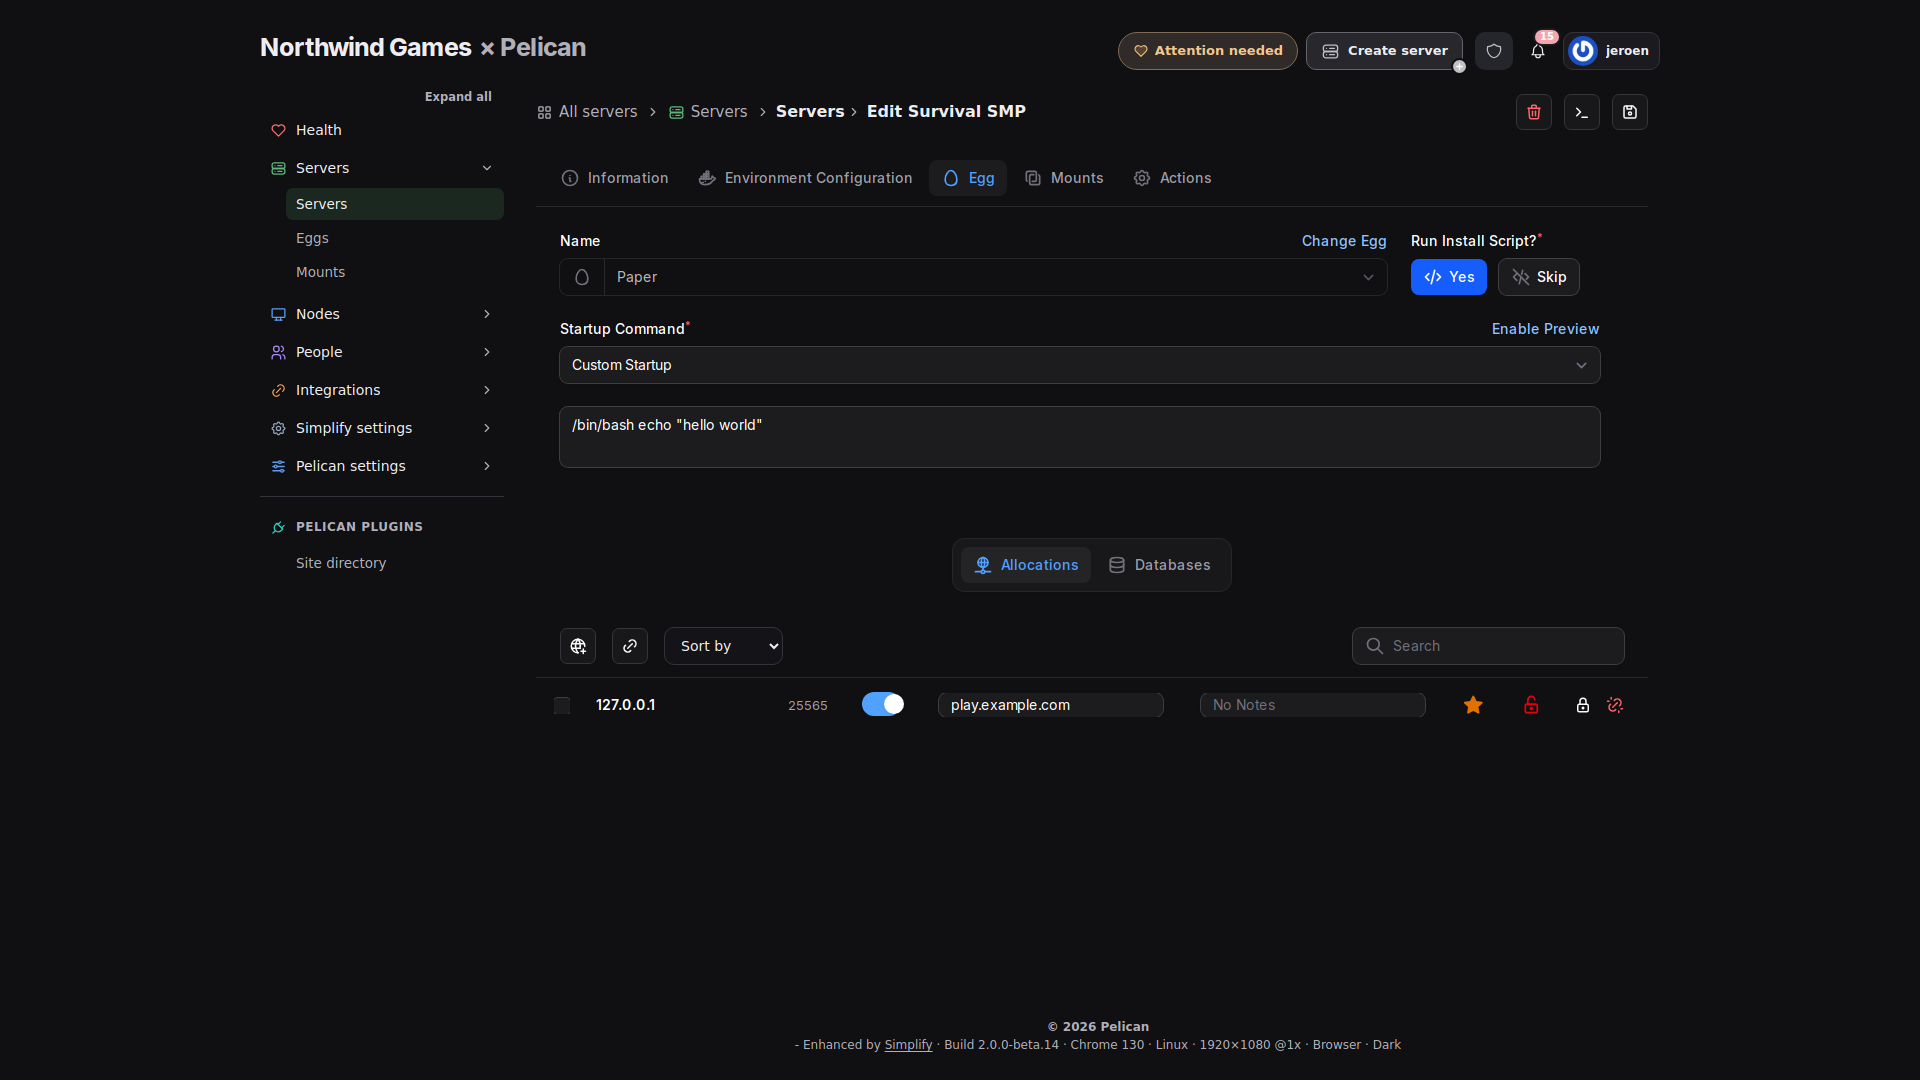 Northwind Games × Pelican
Attention needed
Create server
15
jeroen
Expand all
Health
Servers
Servers
Eggs
Mounts
Nodes
People
Integrations
Simplify settings
Pelican settings
PELICAN PLUGINS
Site directory
All servers > Servers > Servers > Edit Survival SMP
Information
Environment Configuration
Egg
Mounts
Actions
Name
Change Egg
Run Install Script?*
Paper
Yes
Skip
Startup Command*
Enable Preview
Custom Startup
/bin/bash echo "hello world"
Allocations
Databases
Sort by
Search
127.0.0.1
25565
play.example.com
No Notes
© 2026 Pelican
- Enhanced by Simplify · Build 2.0.0-beta.14 · Chrome 130 · Linux · 1920×1080 @1x · Browser · Dark